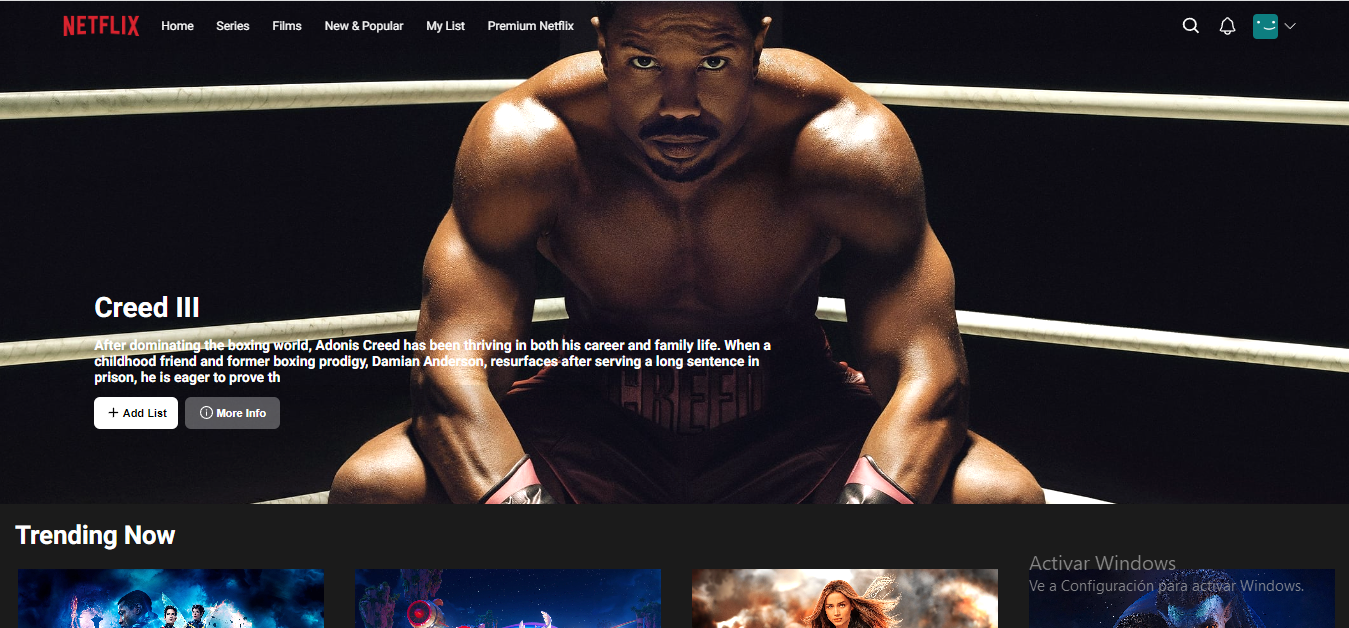 NETFLIX Home Series Films New & Popular My List Premium Netflix
Creed III
After dominating the boxing world, Adonis Creed has been thriving in both his career and family life. When a
childhood friend and former boxing prodigy, Damian Anderson, resurfaces after serving a long sentence in
prison, he is eager to prove th
CREED
+ Add List More Info
Trending Now
Activar Windows
Ve a Configuración para activar Windows.